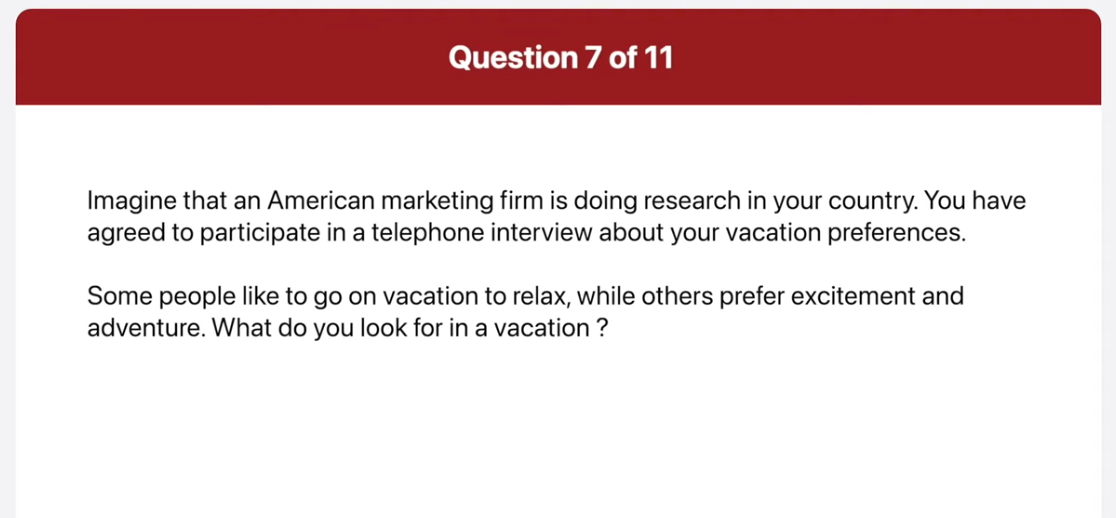 Question 7 of 11
Imagine that an American marketing firm is doing research in your country. You have
agreed to participate in a telephone interview about your vacation preferences.
Some people like to go on vacation to relax, while others prefer excitement and
adventure. What do you look for in a vacation ?